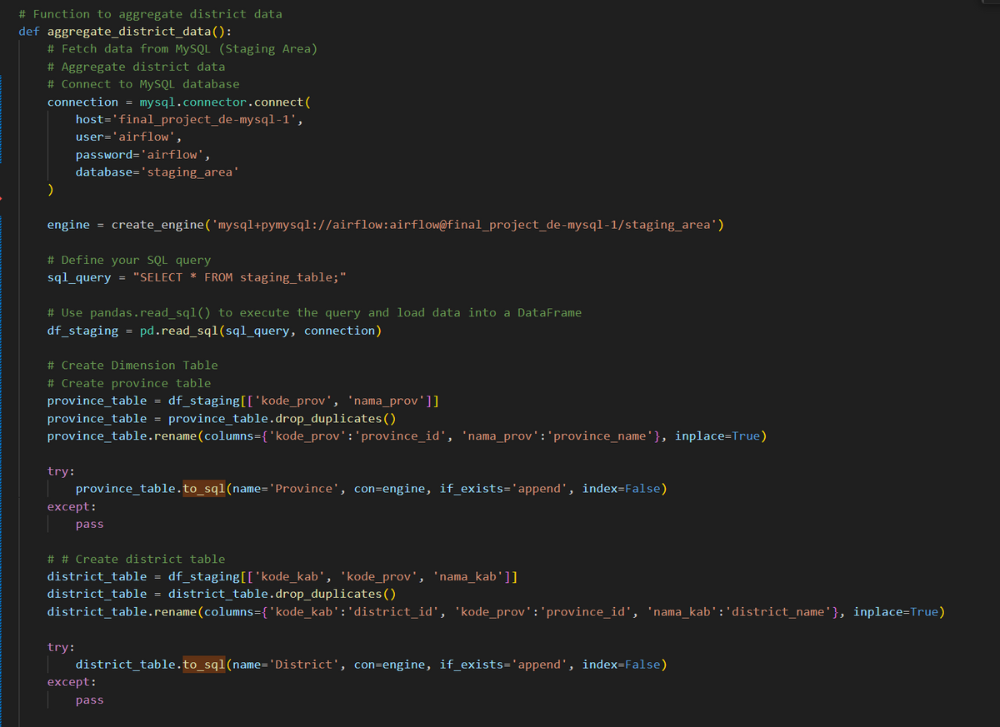 # Function to aggregate district data
def aggregate_district_data():
    # Fetch data from MySQL (Staging Area)
    # Aggregate district data
    # Connect to MySQL database
    connection = mysql.connector.connect(
        host='final_project_de-mysql-1',
        user='airflow',
        password='airflow',
        database='staging_area'
    )
    engine = create_engine('mysql+pymysql://airflow:airflow@final_project_de-mysql-1/staging_area')
    # Define your SQL query
    sql_query = "SELECT * FROM staging_table;"
    # Use pandas.read_sql() to execute the query and load data into a DataFrame
    df_staging = pd.read_sql(sql_query, connection)
    # Create Dimension Table
    # Create province table
    province_table = df_staging[['kode_prov', 'nama_prov']]
    province_table = province_table.drop_duplicates()
    province_table.rename(columns={'kode_prov':'province_id', 'nama_prov':'province_name'}, inplace=True)
    try:
        province_table.to_sql(name='Province', con=engine, if_exists='append', index=False)
    except:
        pass
    # # Create district table
    district_table = df_staging[['kode_kab', 'kode_prov', 'nama_kab']]
    district_table = district_table.drop_duplicates()
    district_table.rename(columns={'kode_kab':'district_id', 'kode_prov':'province_id', 'nama_kab':'district_name'}, inplace=True)
    try:
        district_table.to_sql(name='District', con=engine, if_exists='append', index=False)
    except:
        pass